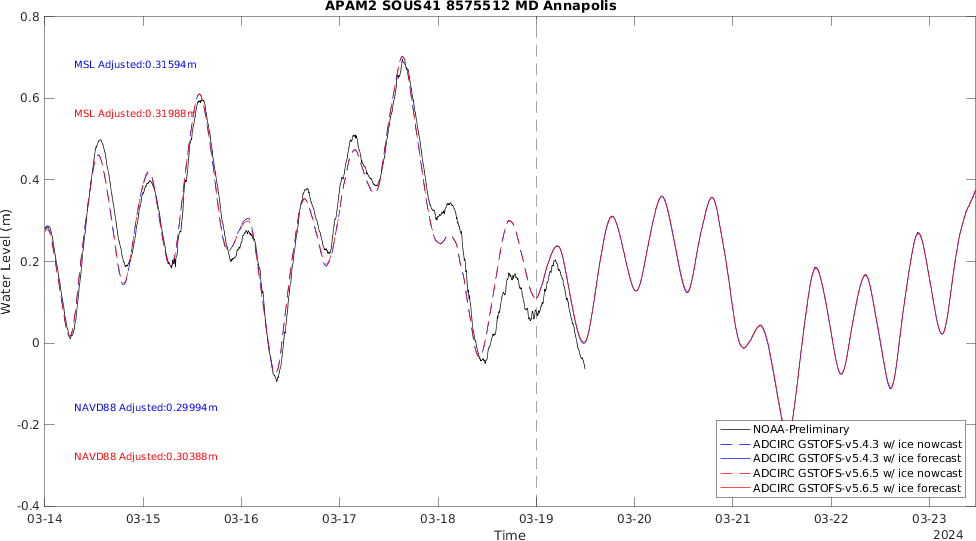 APAM2 SOUS41 8575512 MD Annapolis
0.8
0.6
0.4
0.2
0
-0.2
-0.4
Water Level (m)
MSL Adjusted:0.31594m
MSL Adjusted:0.31988m
NAVD88 Adjusted:0.29994m
NAVD88 Adjusted:0.30388m
NOAA-Preliminary
ADCIRC GSTOFS-v5.4.3 w/ ice nowcast
ADCIRC GSTOFS-v5.4.3 w/ ice forecast
ADCIRC GSTOFS-v5.6.5 w/ ice nowcast
ADCIRC GSTOFS-v5.6.5 w/ ice forecast
03-14 03-15 03-16 03-17 03-18 03-19 03-20 03-21 03-22 03-23
Time
2024